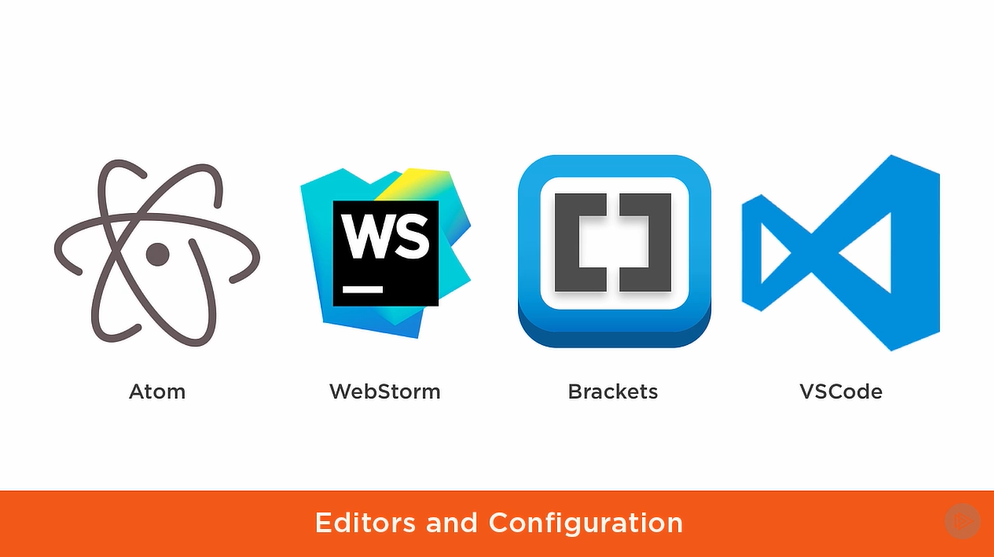 WS
Atom
WebStorm
Brackets
VSCode
Editors and Configuration